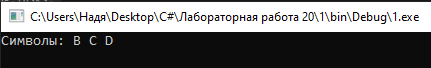 C:\Users\Надя\Desktop\C#\Лабораторная работа 20\1\bin\Debug\1.exe
Символы: B C D